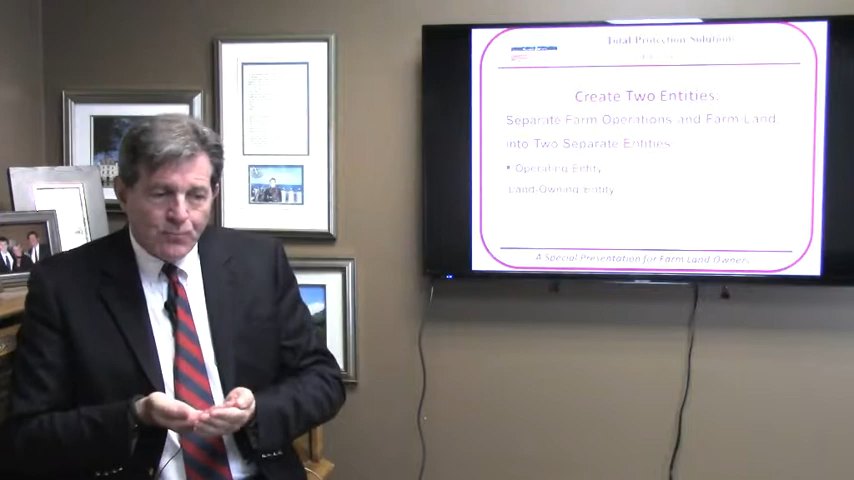 Total Protection Solutions
Create Two Entities:
Separate Farm Operations and Farm Land
into Two Separate Entities
• Operating Entity
Land-Owning Entity
A Special Presentation for Farm Land Owners